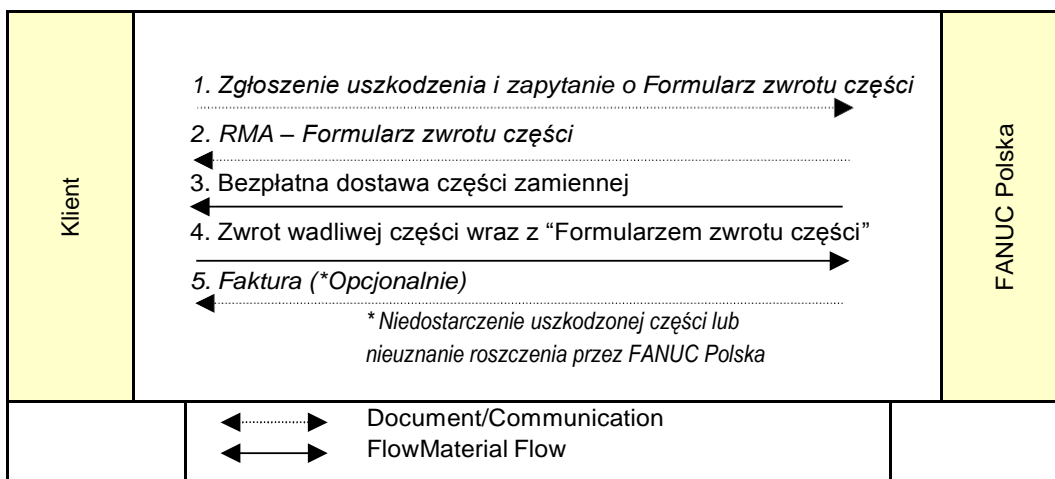 Klient
1. Zgłoszenie uszkodzenia i zapytanie o Formularz zwrotu części
2. RMA – Formularz zwrotu części
3. Bezpłatna dostawa części zamiennej
4. Zwrot wadliwej części wraz z “Formularzem zwrotu części”
5. Faktura (*Opcjonalnie)
* Niedostarczenie uszkodzonej części lub
nieuznanie roszczenia przez FANUC Polska
FANUC Polska
Document/Communication
FlowMaterial Flow